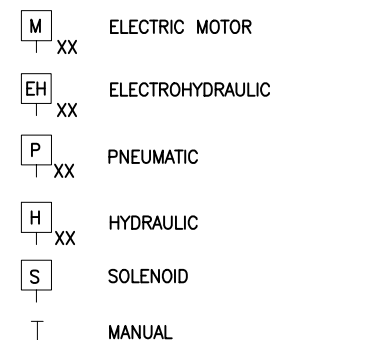 M XX ELECTRIC MOTOR
EH XX ELECTROHYDRAULIC
P XX PNEUMATIC
H XX HYDRAULIC
S SOLENOID
MANUAL